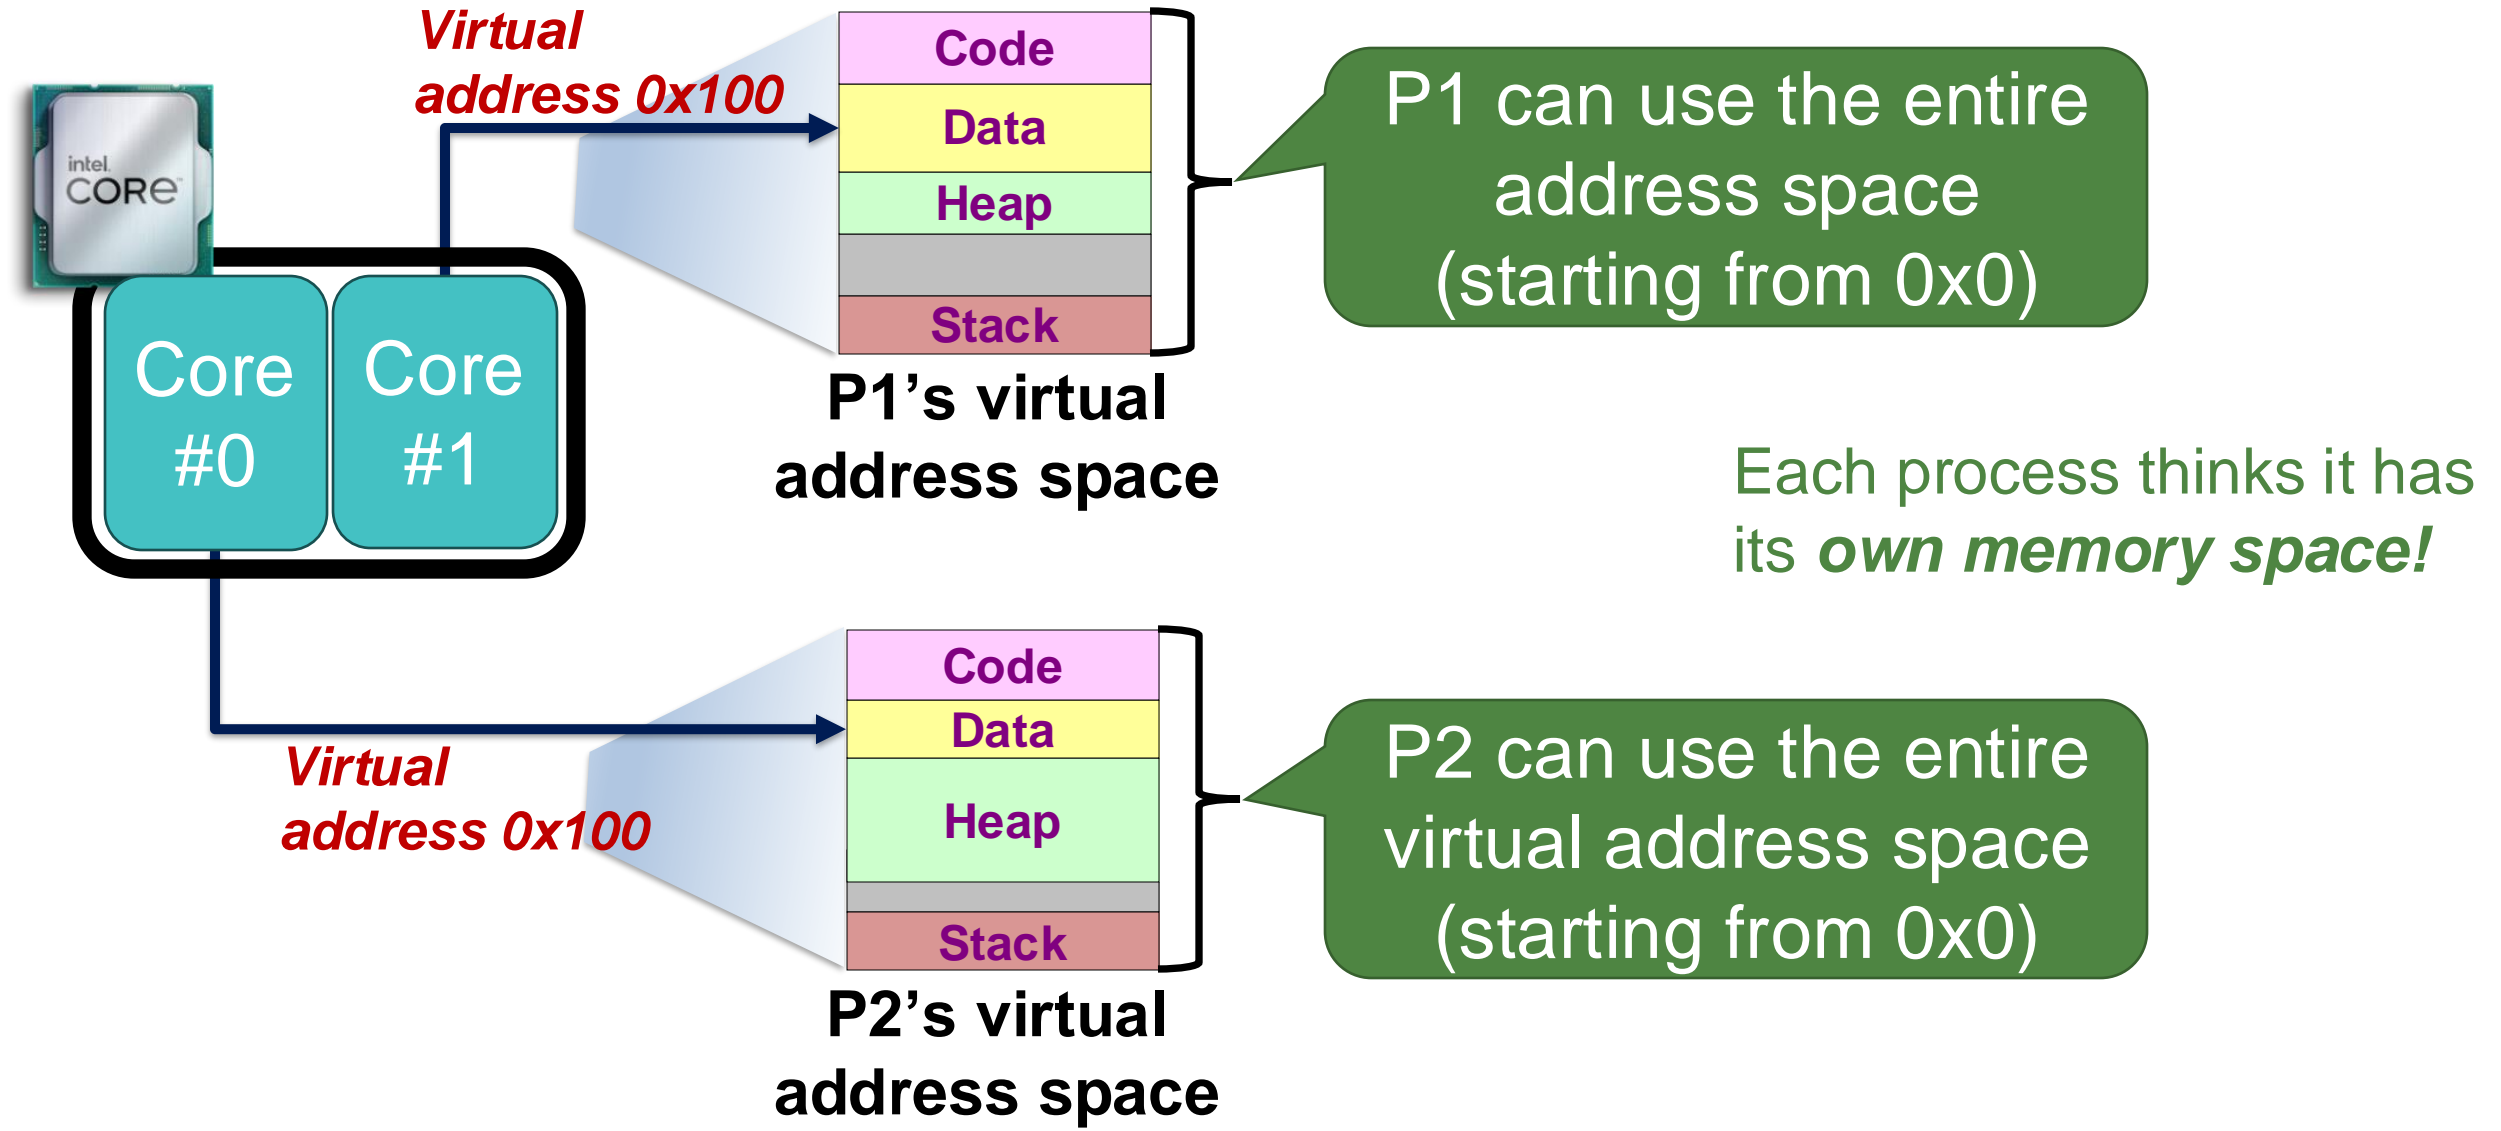 Virtual
address 0x100
intel.
CORE™
Core
#0
Core
#1
Code
Data
Heap
Stack
P1’s virtual
address space
P1 can use the entire
address space
(starting from 0x0)
Each process thinks it has
its own memory space!
Virtual
address 0x100
Code
Data
Heap
Stack
P2’s virtual
address space
P2 can use the entire
virtual address space
(starting from 0x0)